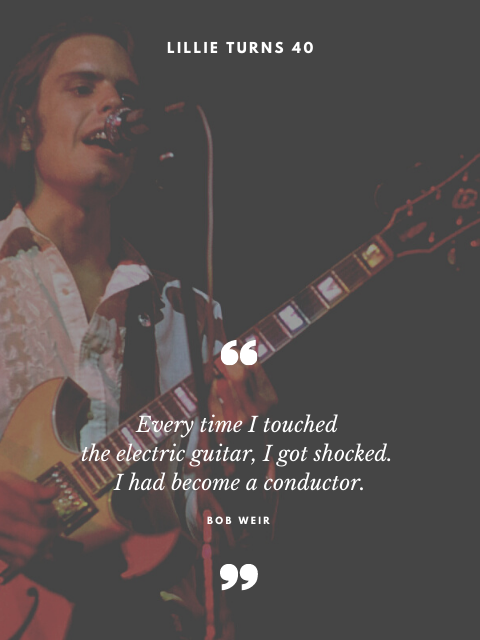 LILLIE TURNS 40
“
Every time I touched
the electric guitar, I got shocked.
I had become a conductor.
BOB WEIR
”